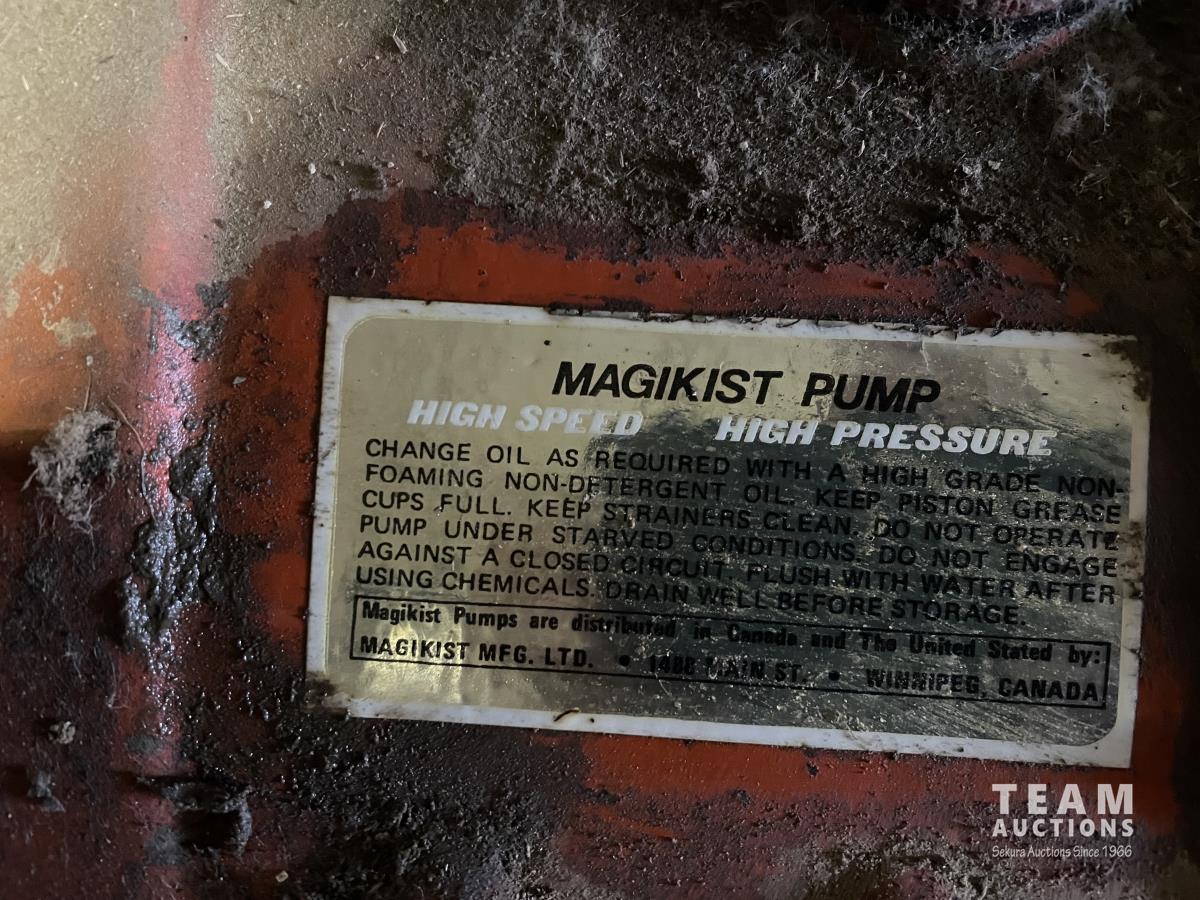 MAGIKIST PUMP
HIGH SPEED HIGH PRESSURE
CHANGE OIL AS REQUIRED WITH A HIGH GRADE NON-
FOAMING NON-DETERGENT OIL. KEEP PISTON GREASE
CUPS FULL. KEEP STRAINERS CLEAN. DO NOT OPERATE
PUMP UNDER STARVED CONDITIONS. DO NOT ENGAGE
AGAINST A CLOSED CIRCUIT. FLUSH WITH WATER AFTER
USING CHEMICALS. DRAIN WELL BEFORE STORAGE.
Magikist Pumps are distributed in Canada and The United Stated by:
MAGIKIST MFG. LTD. • MAIN ST. • WINNIPEG, CANADA
TEAM
AUCTIONS
Sekura Auctions Since 1966